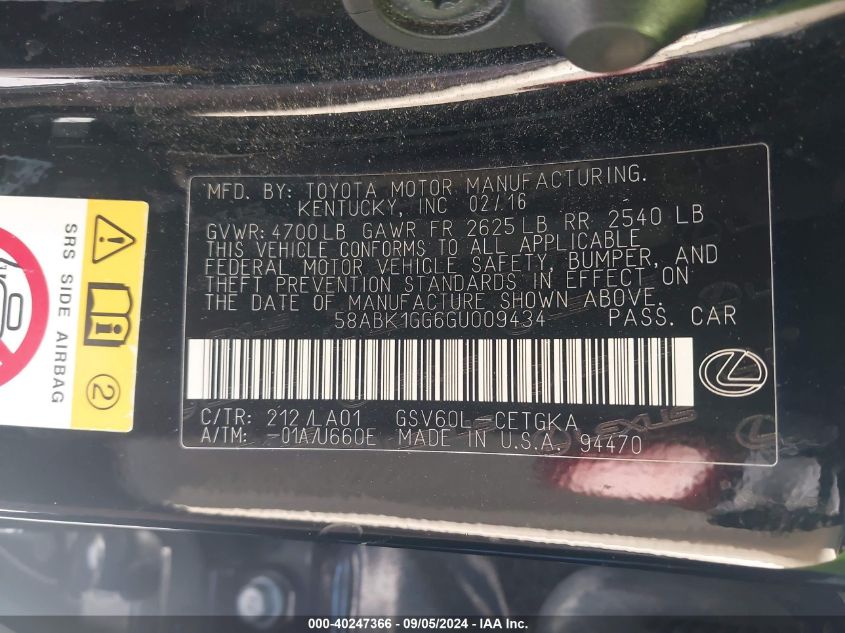 MFD. BY: TOYOTA MOTOR MANUFACTURING.
KENTUCKY, INC 02/16
GVWR: 4700LB GAWR FR 2625LB RR 2540 LB
THIS VEHICLE CONFORMS TO ALL APPLICABLE
FEDERAL MOTOR VEHICLE SAFETY, BUMPER, AND
THEFT PREVENTION STANDARDS IN EFFECT ON
THE DATE OF MANUFACTURE SHOWN ABOVE.
58ABK1GG6GU009434 PASS. CAR
C/TR: 212/LA01 GSV60L-CETGKA
A/TM: -01A/U660E MADE IN U.S.A. 94470
SRS SIDE AIRBAG
2
000-40247366 - 09/05/2024 - IAA Inc.